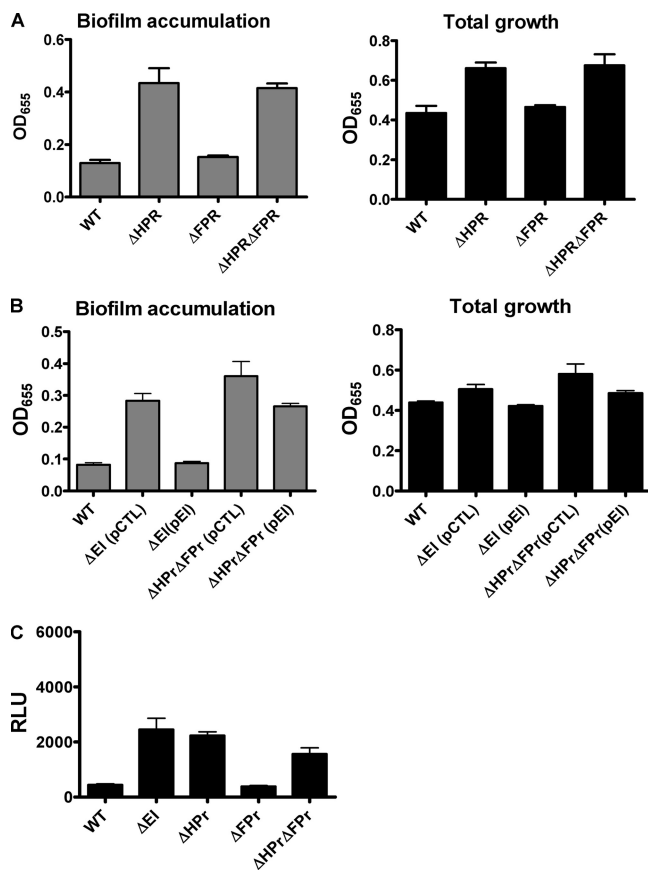 A
Biofilm accumulation
OD655
0.6
0.4
0.2
0.0
WT
ΔHPR
ΔFPR
ΔHPRΔFPR
Total growth
OD655
0.8
0.6
0.4
0.2
0.0
WT
ΔHPR
ΔFPR
ΔHPRΔFPR
B
Biofilm accumulation
OD655
0.5
0.4
0.3
0.2
0.1
0.0
WT
ΔEI (pCTL)
ΔEI(pEI)
ΔHPrΔFPr (pCTL)
ΔHPrΔFPr (pEI)
Total growth
OD655
0.8
0.6
0.4
0.2
0.0
WT
ΔEI (pCTL)
ΔEI (pEI)
ΔHPrΔFPr(pCTL)
ΔHPrΔFPr(pEI)
C
RLU
6000
4000
2000
0
WT
ΔEI
ΔHPr
ΔFPr
ΔHPrΔFPr